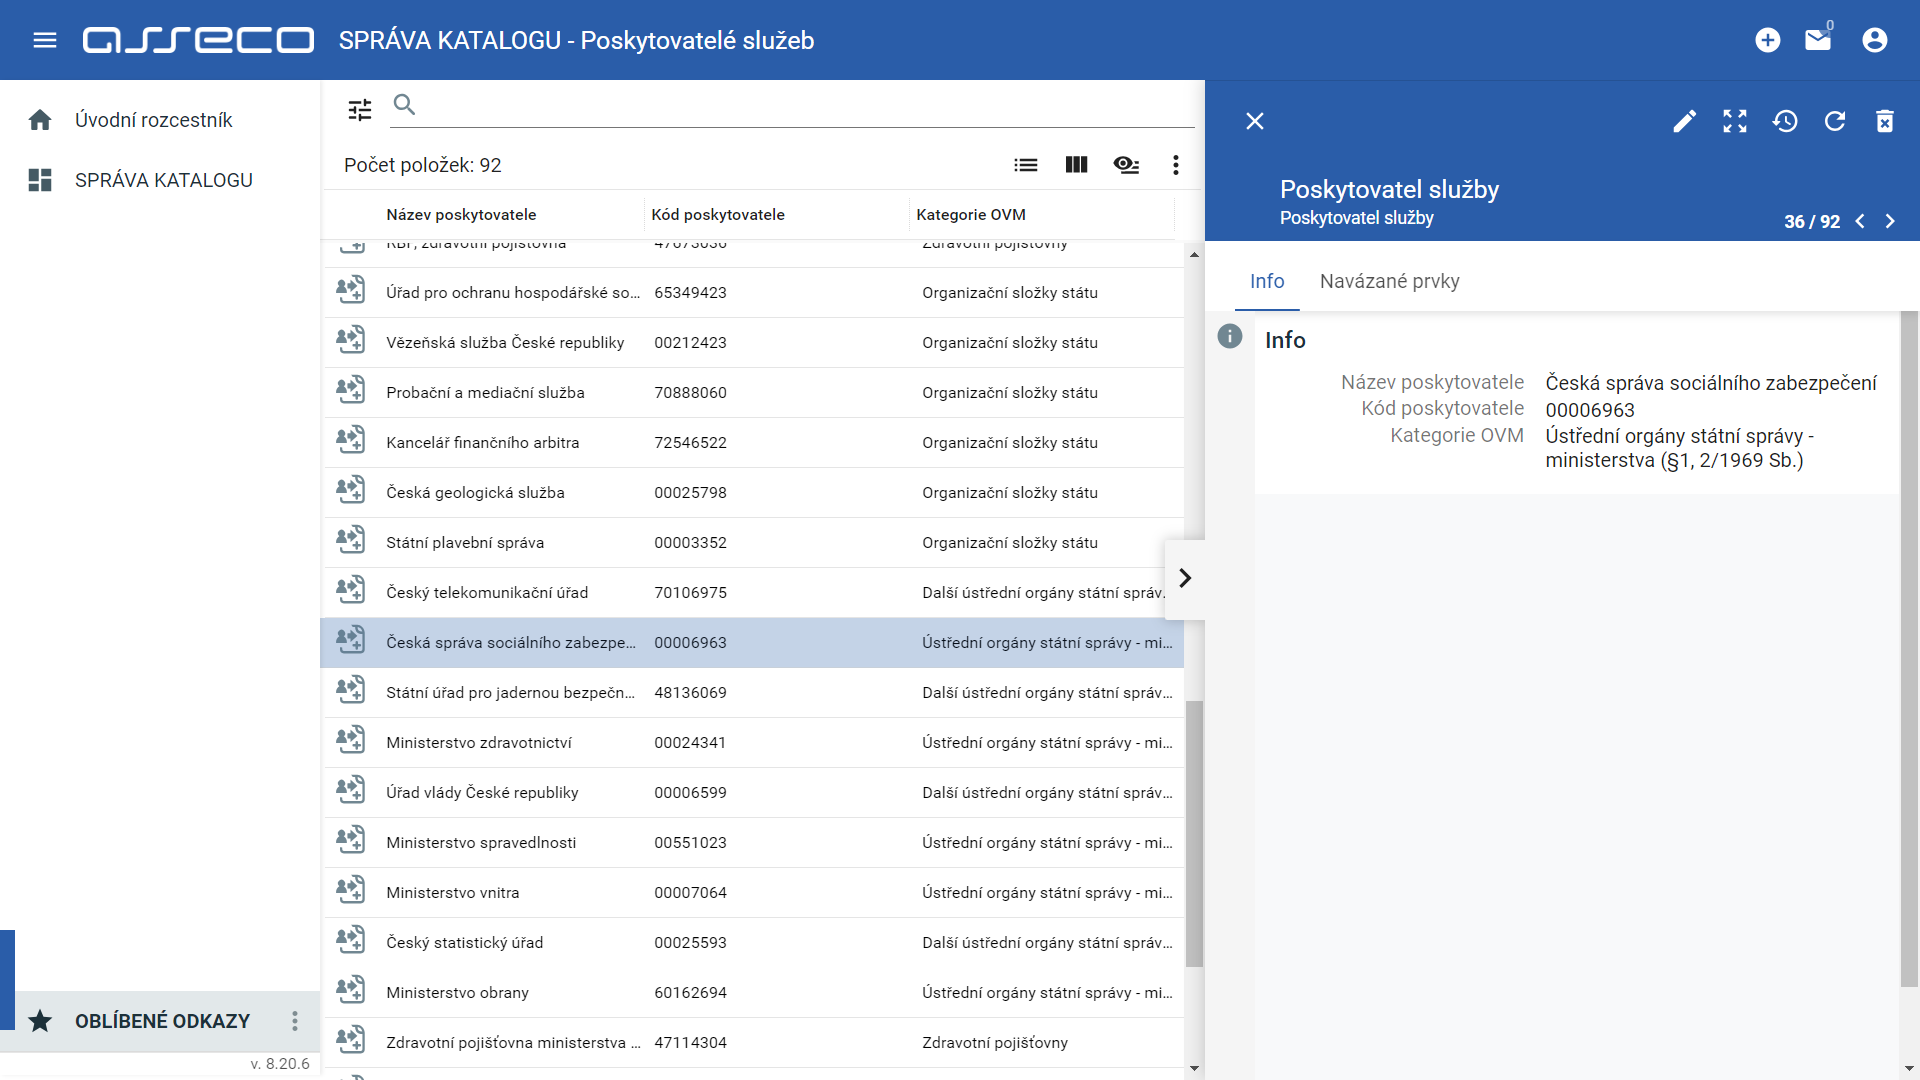 asseco
SPRÁVA KATALOGU - Poskytovatelé služeb
0
Úvodní rozcestník
SPRÁVA KATALOGU
OBLÍBENÉ ODKAZY
v. 8.20.6
Počet položek: 92
Název poskytovatele Kód poskytovatele Kategorie OVM
RBP, zdravotní pojišťovna 47673036 Zdravotní pojišťovny
Úřad pro ochranu hospodářské so... 65349423 Organizační složky státu
Vězeňská služba České republiky 00212423 Organizační složky státu
Probační a mediační služba 70888060 Organizační složky státu
Kancelář finančního arbitra 72546522 Organizační složky státu
Česká geologická služba 00025798 Organizační složky státu
Státní plavební správa 00003352 Organizační složky státu
Český telekomunikační úřad 70106975 Další ústřední orgány státní správ...
Česká správa sociálního zabezpe... 00006963 Ústřední orgány státní správy - mi...
Státní úřad pro jadernou bezpečn... 48136069 Další ústřední orgány státní správ...
Ministerstvo zdravotnictví 00024341 Ústřední orgány státní správy - mi...
Úřad vlády České republiky 00006599 Další ústřední orgány státní správ...
Ministerstvo spravedlnosti 00551023 Ústřední orgány státní správy - mi...
Ministerstvo vnitra 00007064 Ústřední orgány státní správy - mi...
Český statistický úřad 00025593 Další ústřední orgány státní správ...
Ministerstvo obrany 60162694 Ústřední orgány státní správy - mi...
Zdravotní pojišťovna ministerstva ... 47114304 Zdravotní pojišťovny
Poskytovatel služby
Poskytovatel služby
36 / 92
Info Navázané prvky
Info
Název poskytovatele Česká správa sociálního zabezpečení
Kód poskytovatele 00006963
Kategorie OVM Ústřední orgány státní správy -
ministerstva (§1, 2/1969 Sb.)